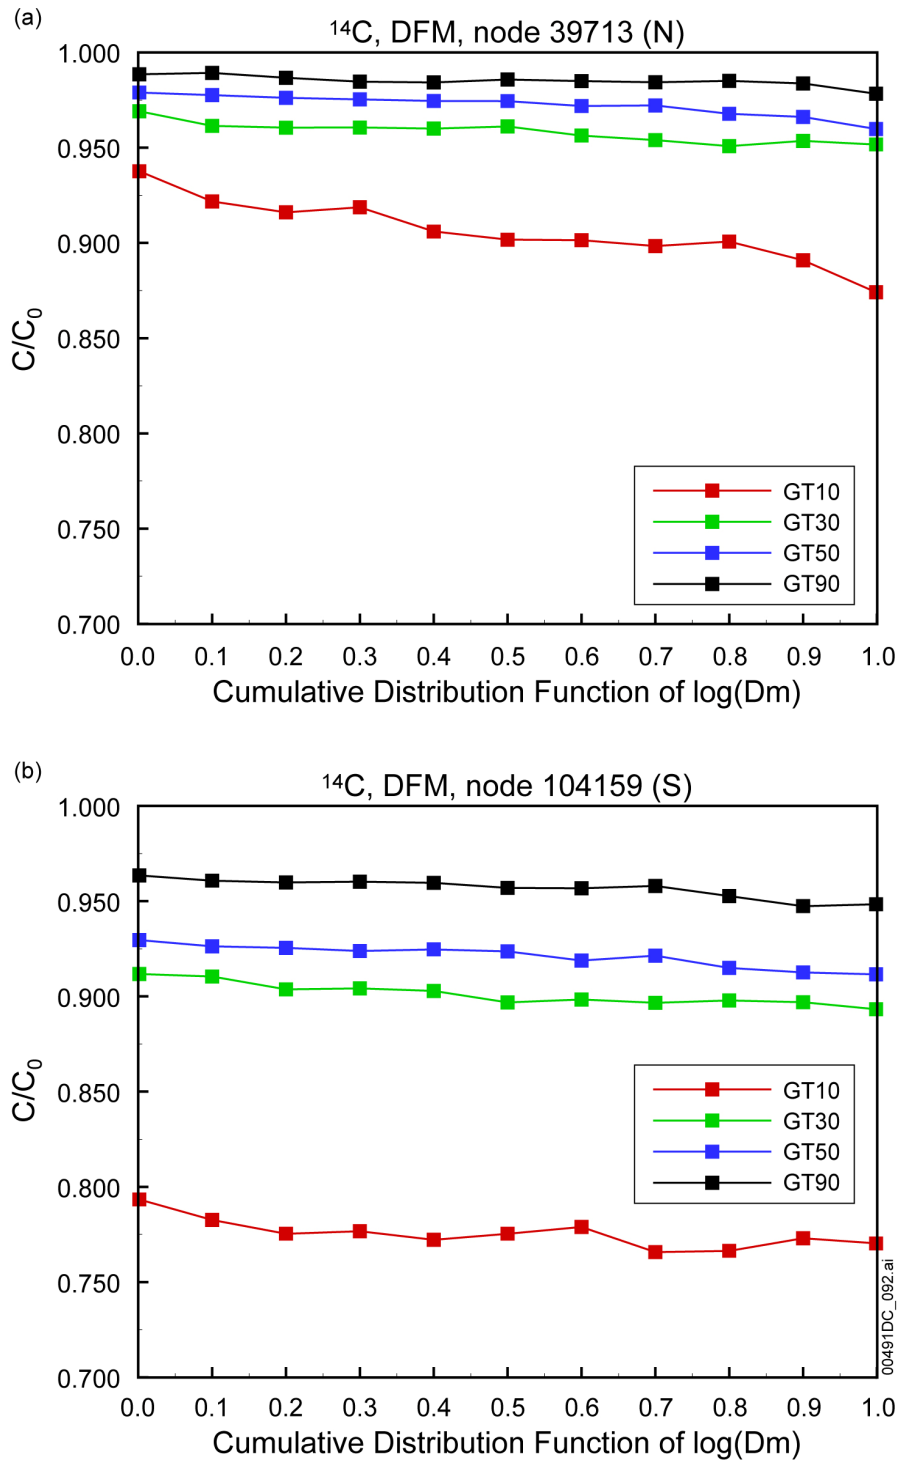 (a)
¹⁴C, DFM, node 39713 (N)
1.000
0.950
0.900
0.850
0.800
0.750
0.700
C/C₀
GT10
GT30
GT50
GT90
0.0 0.1 0.2 0.3 0.4 0.5 0.6 0.7 0.8 0.9 1.0
Cumulative Distribution Function of log(Dm)
(b)
¹⁴C, DFM, node 104159 (S)
1.000
0.950
0.900
0.850
0.800
0.750
0.700
C/C₀
GT10
GT30
GT50
GT90
00491DC_092.ai
0.0 0.1 0.2 0.3 0.4 0.5 0.6 0.7 0.8 0.9 1.0
Cumulative Distribution Function of log(Dm)